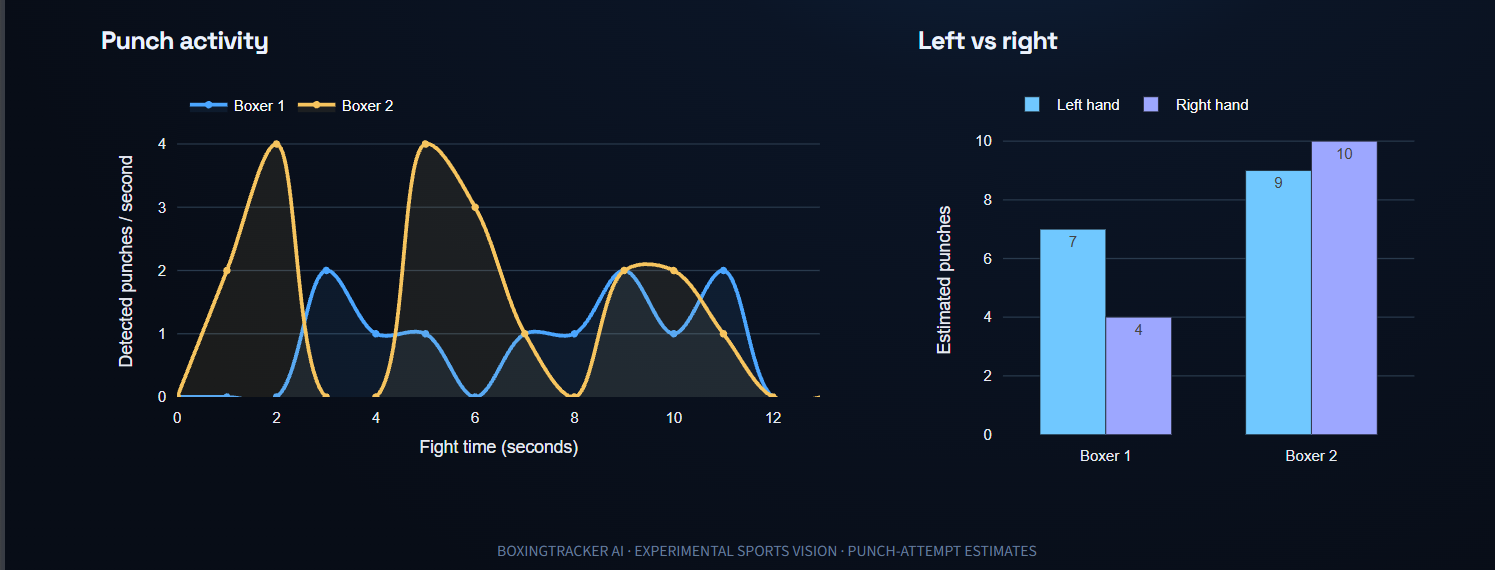 Punch activity
Left vs right
Boxer 1
Boxer 2
Left hand
Right hand
Detected punches / second
4
3
2
1
0
0
2
4
6
8
10
12
Fight time (seconds)
Estimated punches
10
8
6
4
2
0
7
4
9
10
Boxer 1
Boxer 2
BOXINGTRACKER AI · EXPERIMENTAL SPORTS VISION · PUNCH-ATTEMPT ESTIMATES